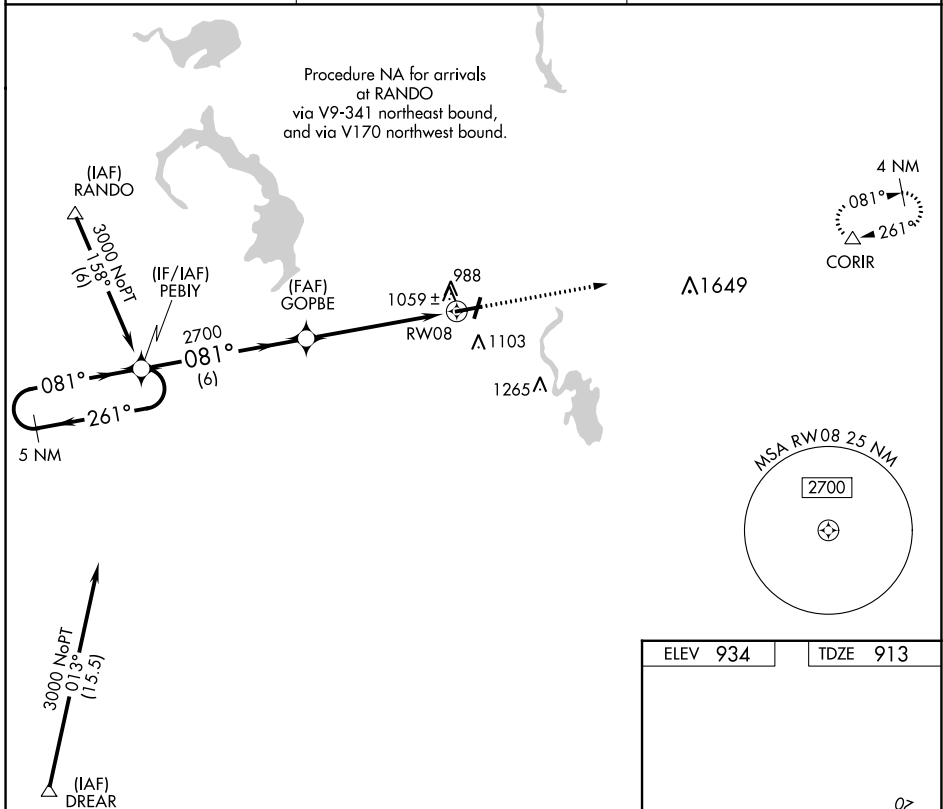 Procedure NA for arrivals
at RANDO
via V9-341 northeast bound,
and via V170 northwest bound.
(IAF)
RANDO
3000 NoPT
158°
(6)
(IF/IAF)
PEBIY
(FAF)
GOPBE
2700
081°
(6)
081°
261°
5 NM
988
1059 ±
RW08
1103
1265
1649
4 NM
081°
261°
CORIR
MSA RW08 25 NM
2700
3000 NoPT
013°
(15.5)
(IAF)
DREAR
ELEV 934
TDZE 913